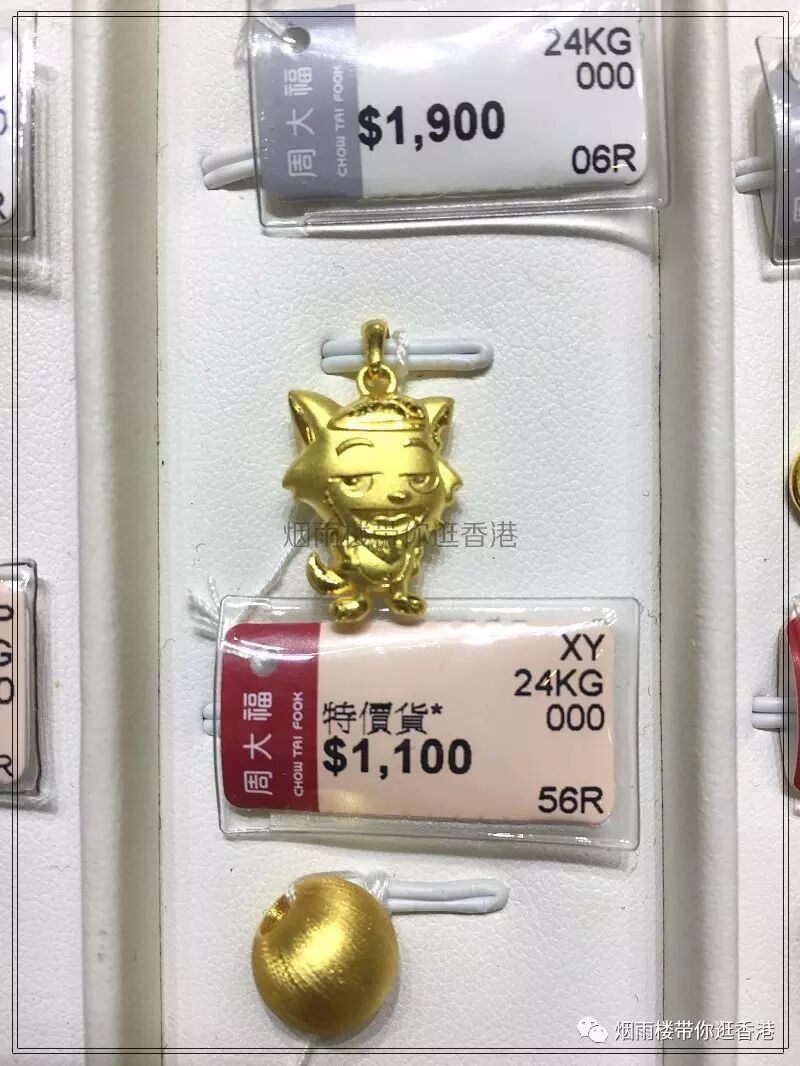 24KG
000
周大福
CHOW TAI FOOK
$1,900
06R
烟雨楼带你逛香港
XY
24KG
000
周大福
CHOW TAI FOOK
特價貨*
$1,100
56R
烟雨楼带你逛香港